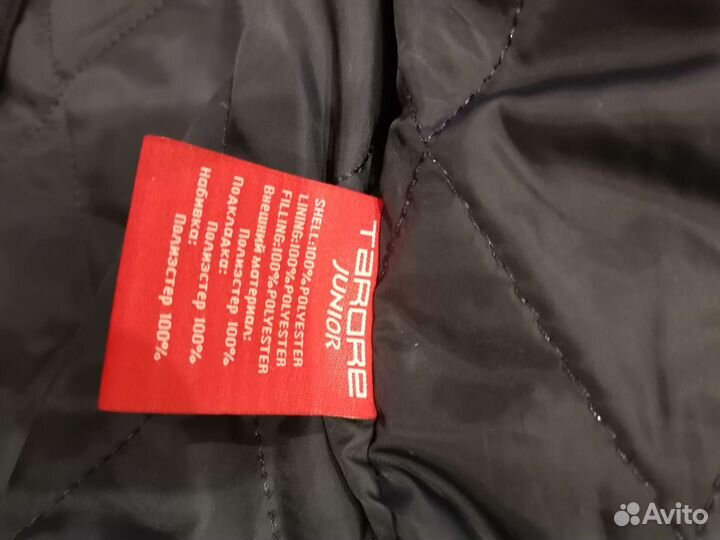 TARORE
JUNIOR
SHELL:100%POLYESTER
LINING:100%POLYESTER
FILLING:100%POLYESTER
Внешний материал:
Полиэстер 100%
Подкладка:
Полиэстер 100%
Набивка:
Полиэстер 100%
Avito